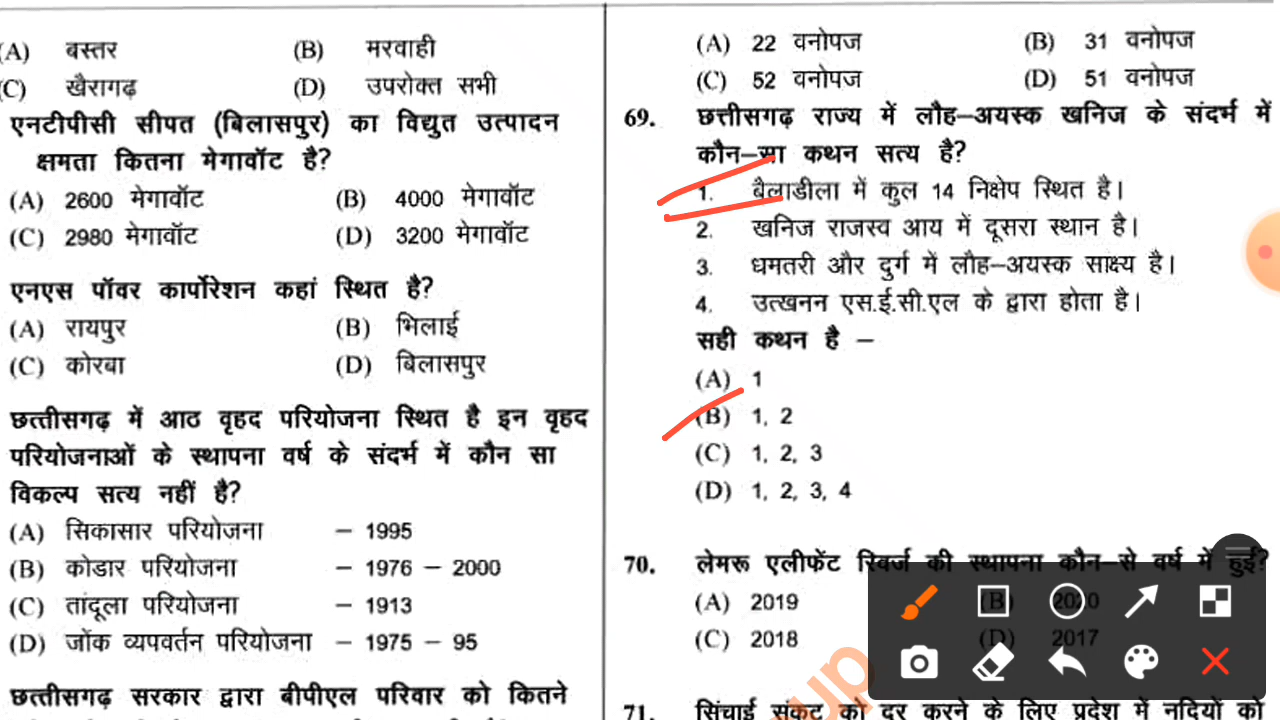 (A) बस्तर (B) मरवाही
(C) खैरागढ़ (D) उपरोक्त सभी
एनटीपीसी सीपत (बिलासपुर) का विद्युत उत्पादन
क्षमता कितना मेगावॉट है?
(A) 2600 मेगावॉट (B) 4000 मेगावॉट
(C) 2980 मेगावॉट (D) 3200 मेगावॉट
एनएस पॉवर कार्पोरेशन कहां स्थित है?
(A) रायपुर (B) भिलाई
(C) कोरबा (D) बिलासपुर
छत्तीसगढ़ में आठ वृहद परियोजना स्थित है इन वृहद
परियोजनाओं के स्थापना वर्ष के संदर्भ में कौन सा
विकल्प सत्य नहीं है?
(A) सिकासार परियोजना – 1995
(B) कोडार परियोजना – 1976 – 2000
(C) तांदूला परियोजना – 1913
(D) जोंक व्यपवर्तन परियोजना – 1975 – 95
छत्तीसगढ़ सरकार द्वारा बीपीएल परिवार को कितने
(A) 22 वनोपज (B) 31 वनोपज
(C) 52 वनोपज (D) 51 वनोपज
69. छत्तीसगढ़ राज्य में लौह–अयस्क खनिज के संदर्भ में
कौन–सा कथन सत्य है?
1. बैलाडीला में कुल 14 निक्षेप स्थित है।
2. खनिज राजस्व आय में दूसरा स्थान है।
3. धमतरी और दुर्ग में लौह–अयस्क सांक्ष्य है।
4. उत्खनन एस.ई.सी.एल के द्वारा होता है।
सही कथन है –
(A) 1
(B) 1, 2
(C) 1, 2, 3
(D) 1, 2, 3, 4
70. लेमरू एलीफेंट रिवर्ज की स्थापना कौन–से वर्ष में हुई?
(A) 2019 (B) 2020
(C) 2018 (D) 2017
71. सिंचाई संकट को दूर करने के लिए प्रदेश में नदियों को
up